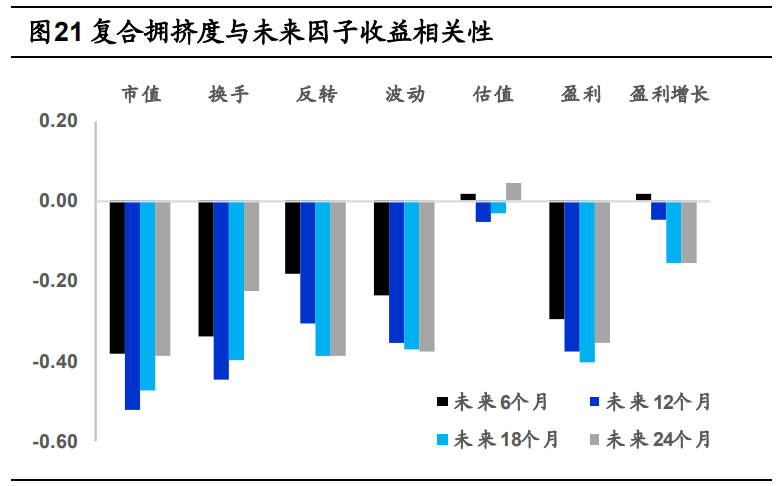 图21 复合拥挤度与未来因子收益相关性
市值 换手 反转 波动 估值 盈利 盈利增长
0.20
0.00
-0.20
-0.40
-0.60
未来6个月 未来12个月
未来18个月 未来24个月